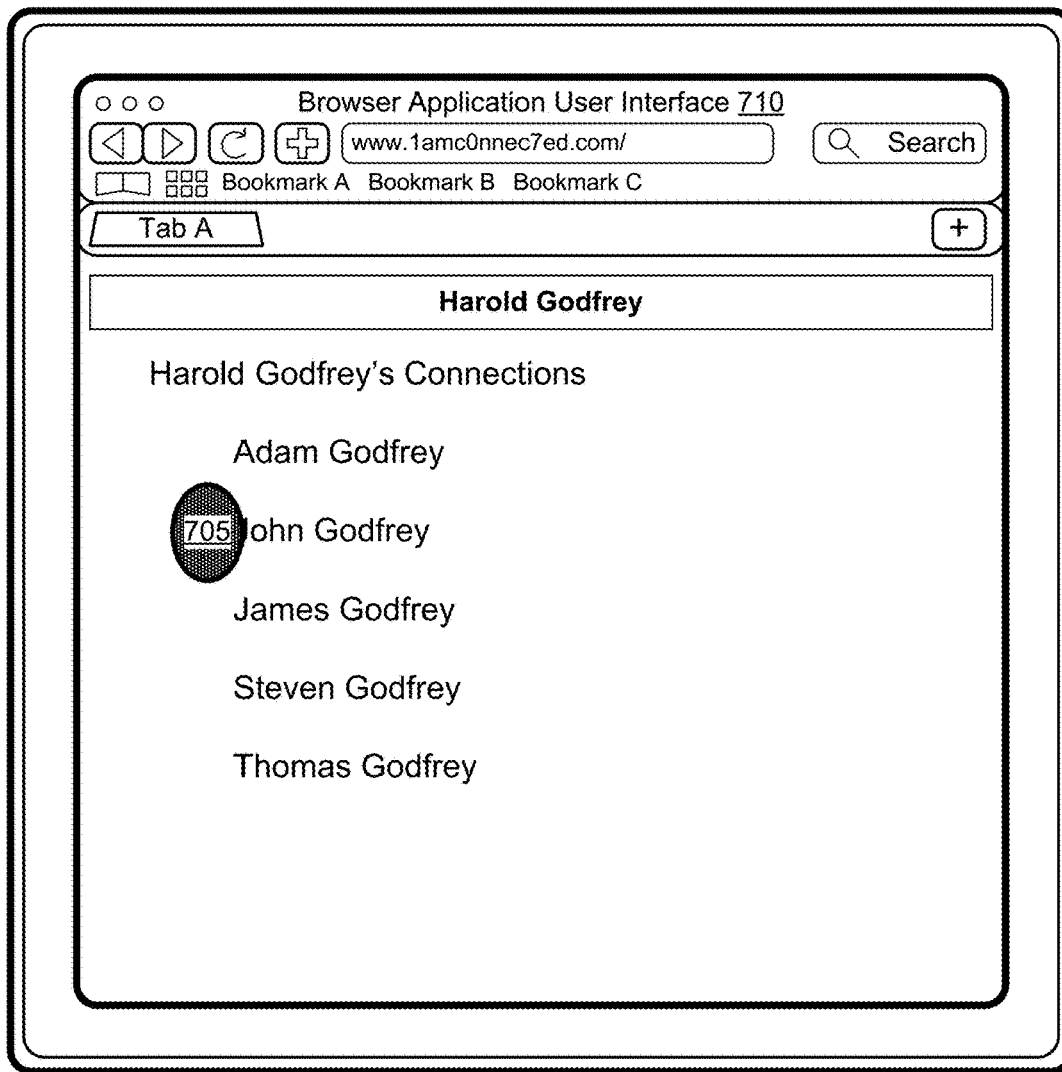 Browser Application User Interface 710
www.1amc0nnec7ed.com/
Search
Bookmark A Bookmark B Bookmark C
Tab A
+
Harold Godfrey
Harold Godfrey's Connections
Adam Godfrey
705 John Godfrey
James Godfrey
Steven Godfrey
Thomas Godfrey